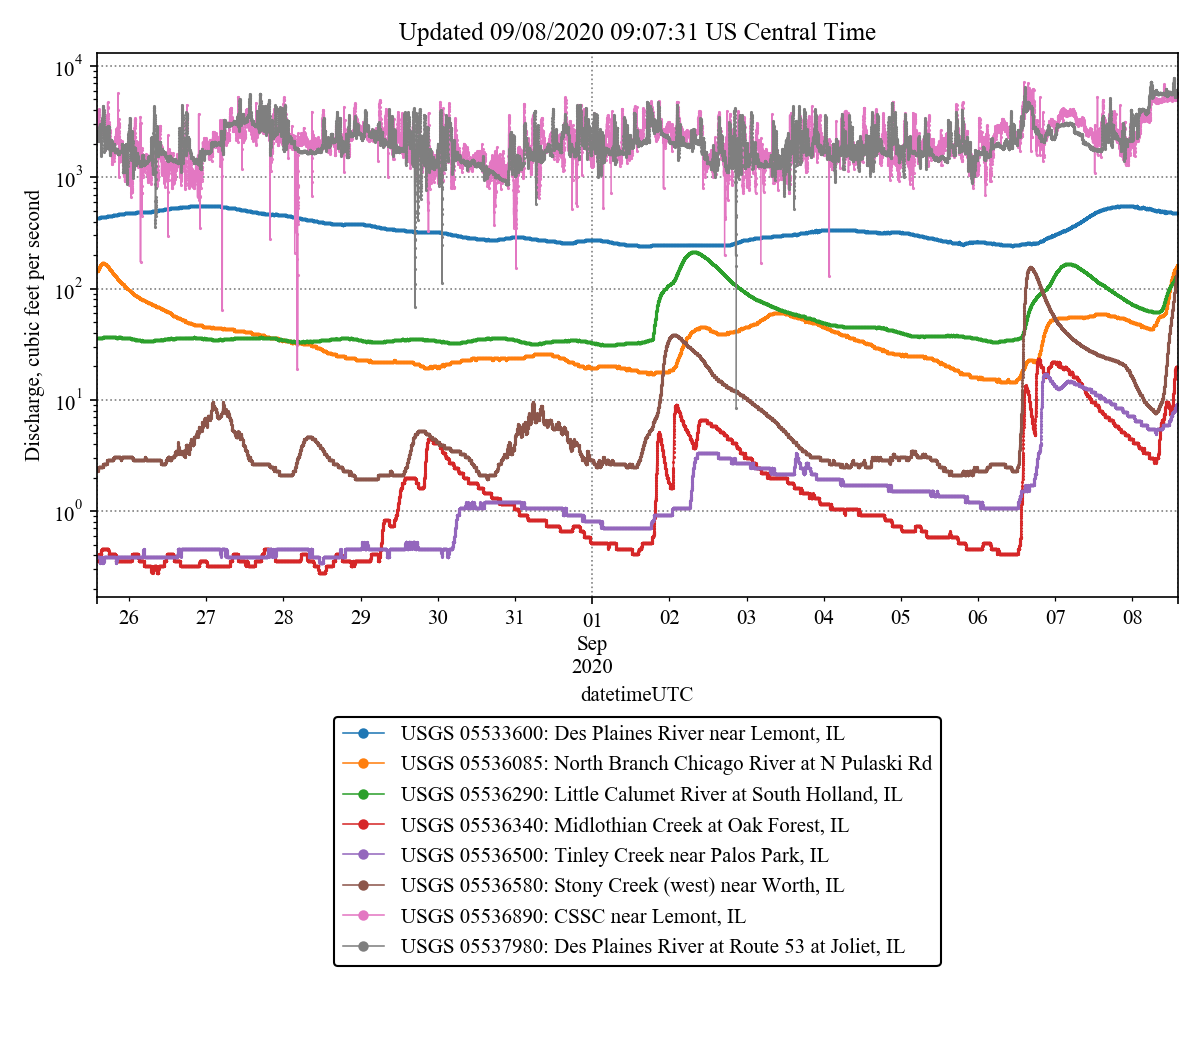 Updated 09/08/2020 09:07:31 US Central Time
Discharge, cubic feet per second
10^4
10^3
10^2
10^1
10^0
26 27 28 29 30 31 01 02 03 04 05 06 07 08
Sep
2020
datetimeUTC
USGS 05533600: Des Plaines River near Lemont, IL
USGS 05536085: North Branch Chicago River at N Pulaski Rd
USGS 05536290: Little Calumet River at South Holland, IL
USGS 05536340: Midlothian Creek at Oak Forest, IL
USGS 05536500: Tinley Creek near Palos Park, IL
USGS 05536580: Stony Creek (west) near Worth, IL
USGS 05536890: CSSC near Lemont, IL
USGS 05537980: Des Plaines River at Route 53 at Joliet, IL